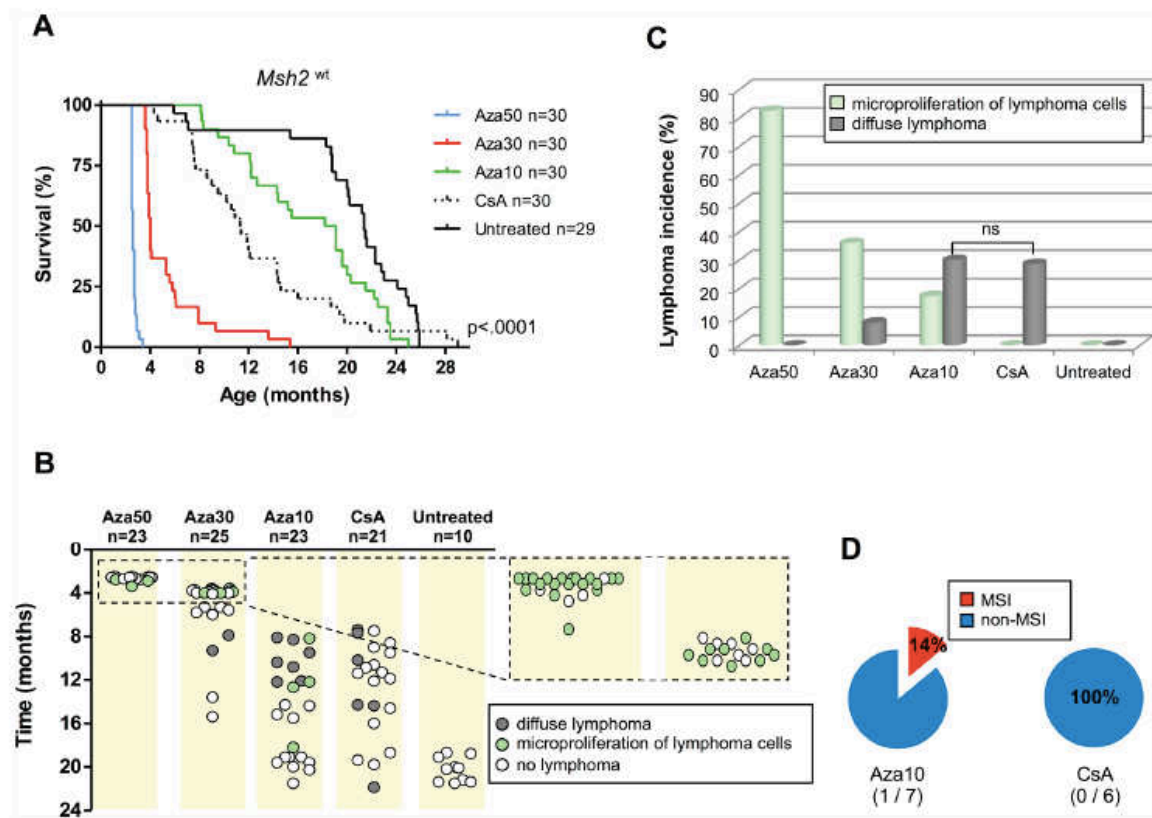 A
Msh2 wt
Survival (%)
100
75
50
25
0
0 4 8 12 16 20 24 28
Age (months)
Aza50 n=30
Aza30 n=30
Aza10 n=30
CsA n=30
Untreated n=29
p<.0001
C
Lymphoma incidence (%)
90
80
70
60
50
40
30
20
10
0
microproliferation of lymphoma cells
diffuse lymphoma
ns
Aza50 Aza30 Aza10 CsA Untreated
B
Aza50 Aza30 Aza10 CsA Untreated
n=23 n=25 n=23 n=21 n=10
Time (months)
0
4
8
12
16
20
24
diffuse lymphoma
microproliferation of lymphoma cells
no lymphoma
D
MSI
non-MSI
14%
100%
Aza10
(1 / 7)
CsA
(0 / 6)